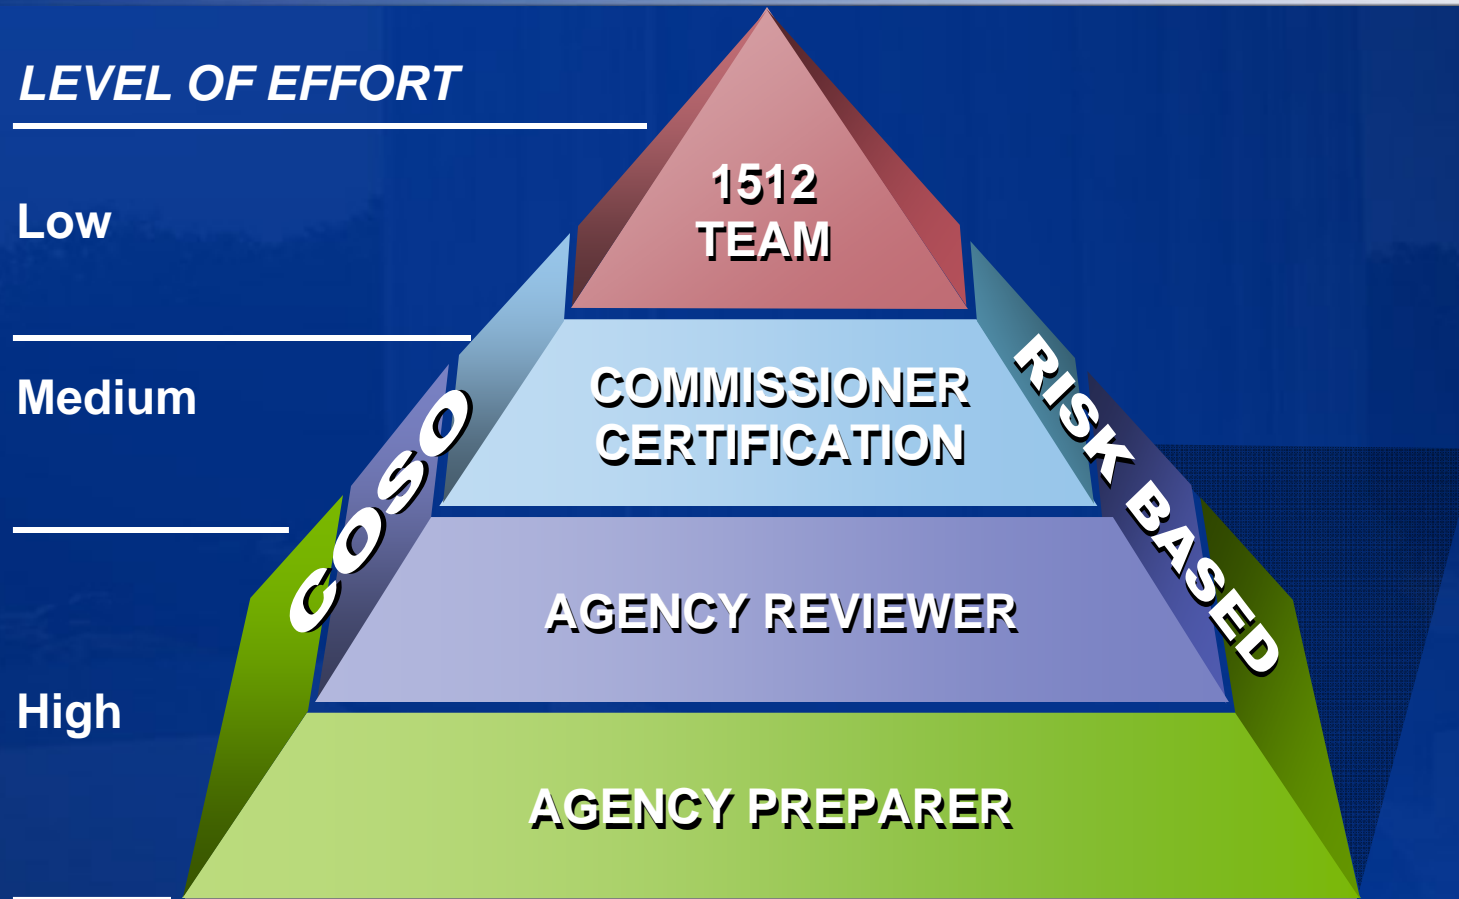 LEVEL OF EFFORT
Low
1512
TEAM
Medium
COMMISSIONER
CERTIFICATION
COSO
RISK BASED
AGENCY REVIEWER
High
AGENCY PREPARER